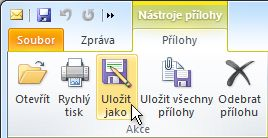 Nástroje přílohy
Soubor Zpráva Přílohy
Otevřít Rychlý tisk Uložit jako Uložit všechny přílohy Odebrat přílohu
Akce